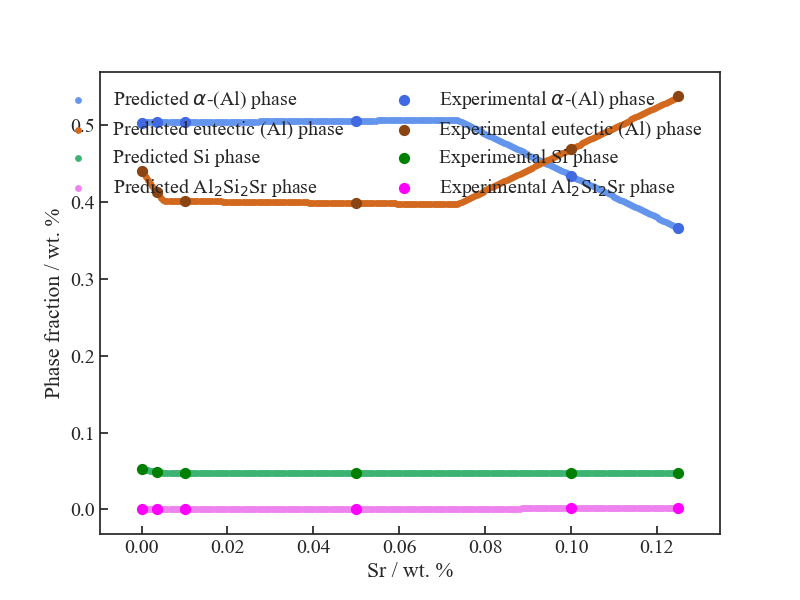 Predicted α-(Al) phase Experimental α-(Al) phase
Predicted eutectic (Al) phase Experimental eutectic (Al) phase
Predicted Si phase Experimental Si phase
Predicted Al₂Si₂Sr phase Experimental Al₂Si₂Sr phase
0.5
0.4
0.3
0.2
0.1
0.0
Phase fraction / wt. %
0.00 0.02 0.04 0.06 0.08 0.10 0.12
Sr / wt. %